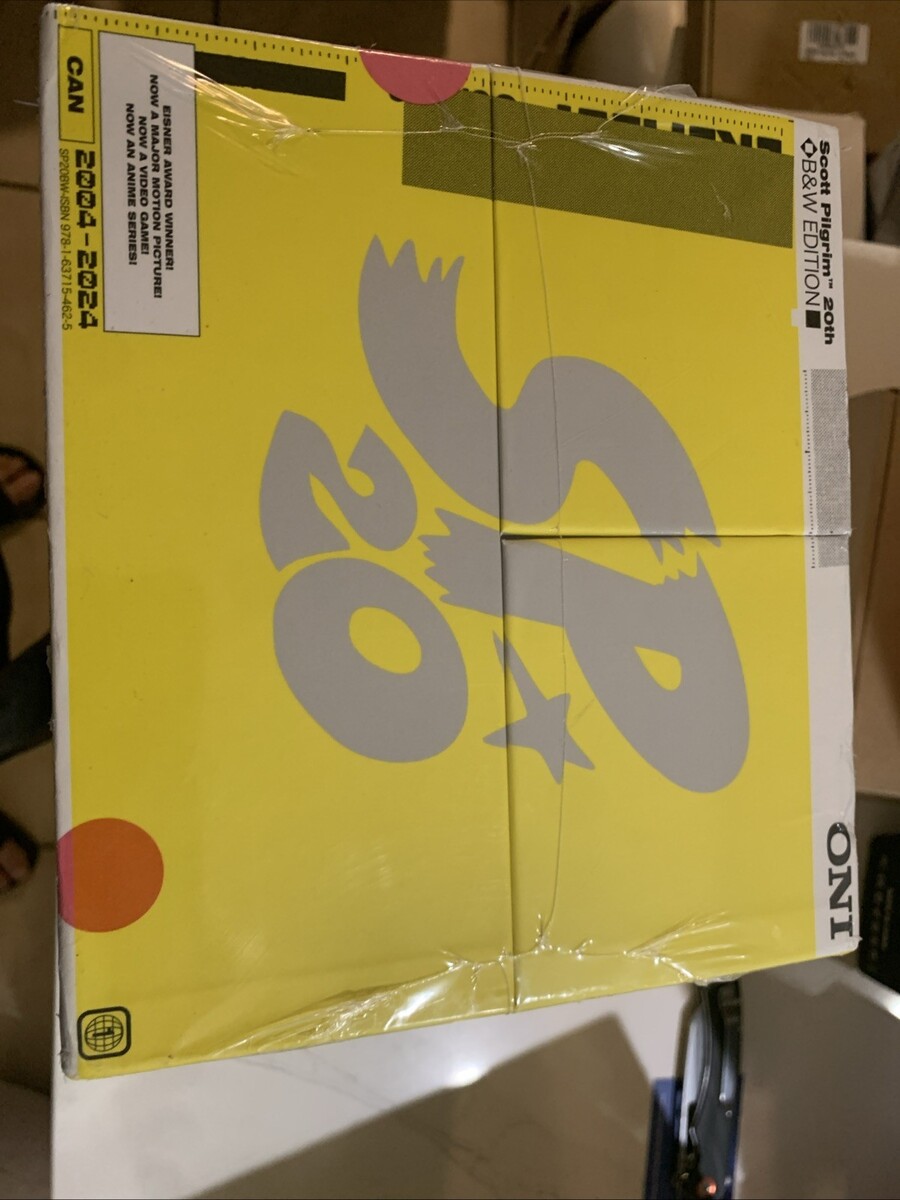 Scott Pilgrim™ 20th
B&W EDITION
ONI
SP
20
EISNER AWARD WINNER!
NOW A MAJOR MOTION PICTURE!
NOW A VIDEO GAME!
NOW AN ANIME SERIES!
CAN
2004-2024
SP20BW-ISBN 978-1-63715-462-5
1